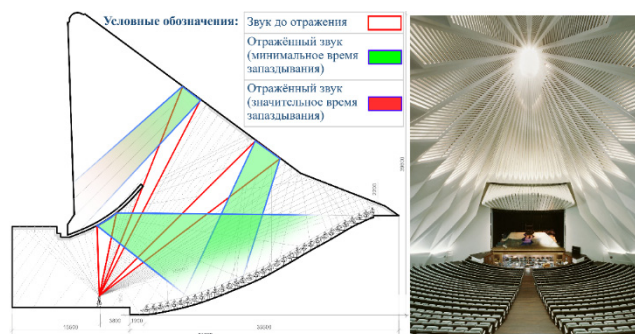 Условные обозначения:
Звук до отражения
Отражённый звук
(минимальное время
запаздывания)
Отражённый звук
(значительное время
запаздывания)